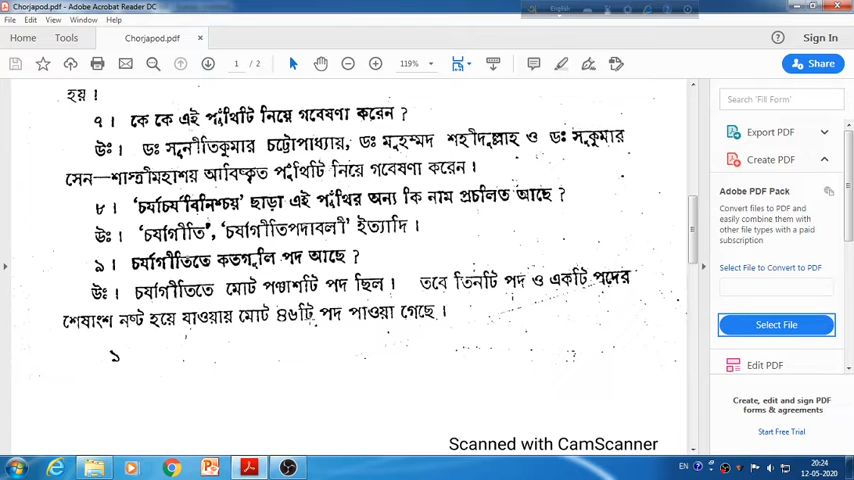 Chorjapod.pdf - Adobe Acrobat Reader DC
English
File Edit View Window Help
Home Tools Chorjapod.pdf × Sign In
1 / 2 119% Share
হয়।
৭। কে কে এই পুঁথিটি নিয়ে গবেষণা করেন ?
উঃ। ডঃ সুনীতিকুমার চট্টোপাধ্যায়, ডঃ মুহম্মদ শহীদুল্লাহ ও ডঃ সুকুমার
সেন—শাস্ত্রীমহাশয় আবিষ্কৃত পুঁথিটি নিয়ে গবেষণা করেন।
৮। ‘চর্যাচর্যবিনিশ্চয়’ ছাড়া এই পুঁথির অন্য কি নাম প্রচলিত আছে ?
উঃ। ‘চর্যাগীতি’, ‘চর্যাগীতিপদাবলী’ ইত্যাদি।
৯। চর্যাগীতিতে কতগুলি পদ আছে ?
উঃ। চর্যাগীতিতে মোট পঞ্চাশটি পদ ছিল। তবে তিনটি পদ ও একটি পদের
শেষাংশ নষ্ট হয়ে যাওয়ায় মোট ৪৬টি পদ পাওয়া গেছে।
১
Scanned with CamScanner
Search 'Fill Form'
Export PDF
Create PDF
Adobe PDF Pack
Convert files to PDF and
easily combine them with
other file types with a paid
subscription
Select File to Convert to PDF
Select File
Edit PDF
Create, edit and sign PDF
forms & agreements
Start Free Trial
EN
20:24
12-05-2020